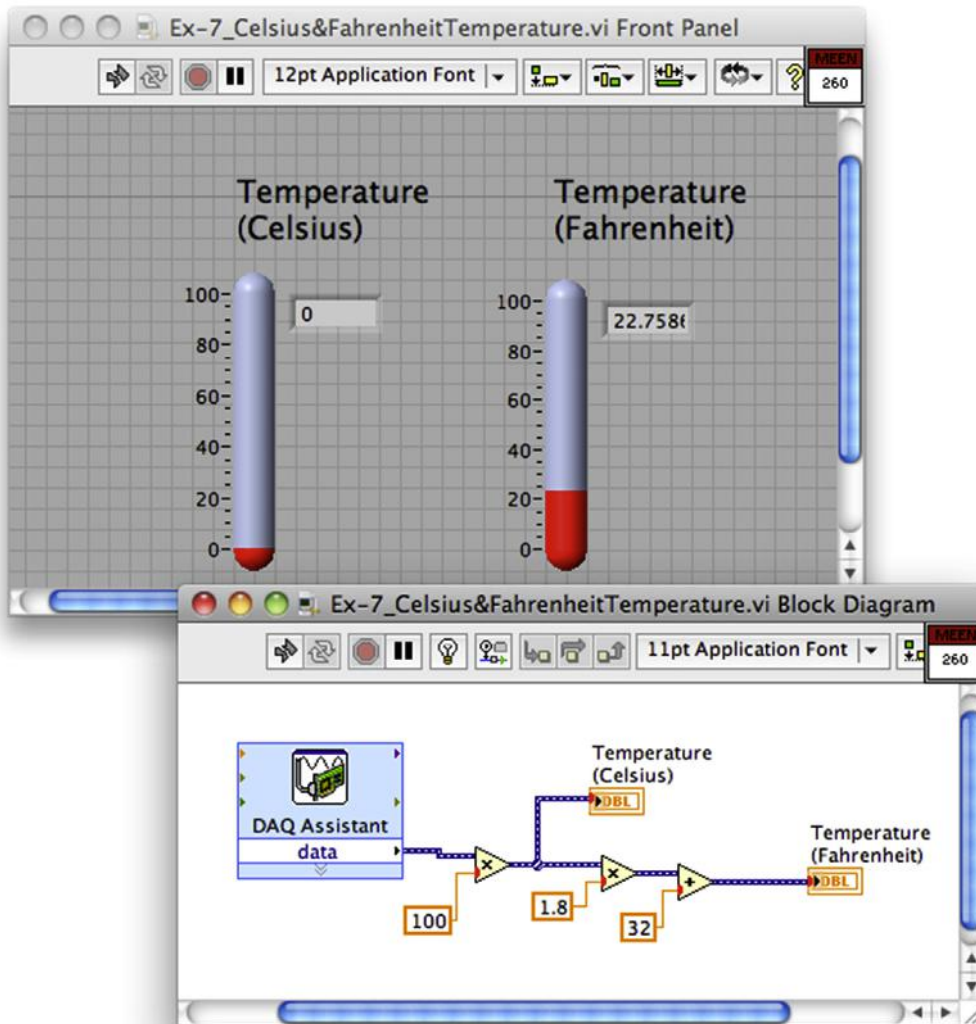 Ex-7_Celsius&FahrenheitTemperature.vi Front Panel
12pt Application Font
MEEN
260
Temperature
(Celsius)
Temperature
(Fahrenheit)
100
80
60
40
20
0
0
100
80
60
40
20
0
22.758
Ex-7_Celsius&FahrenheitTemperature.vi Block Diagram
11pt Application Font
MEEN
260
DAQ Assistant
data
Temperature
(Celsius)
DBL
Temperature
(Fahrenheit)
DBL
100
1.8
32